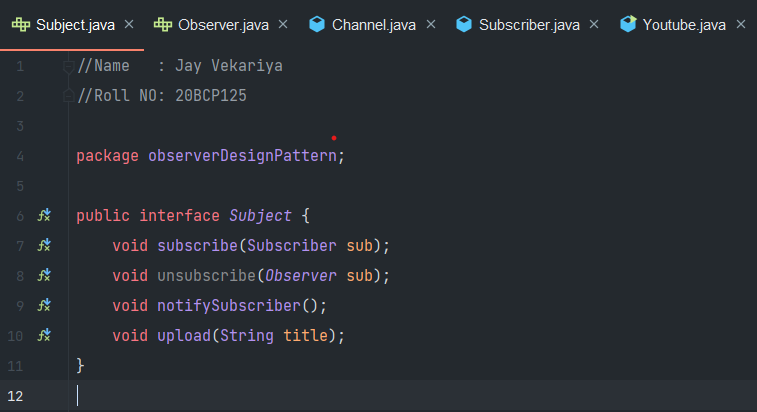 Subject.java × Observer.java × Channel.java × Subscriber.java × Youtube.java ×
1 //Name   : Jay Vekariya
2 //Roll NO: 20BCP125
3
4 package observerDesignPattern;
5
6 public interface Subject {
7     void subscribe(Subscriber sub);
8     void unsubscribe(Observer sub);
9     void notifySubscriber();
10     void upload(String title);
11 }
12